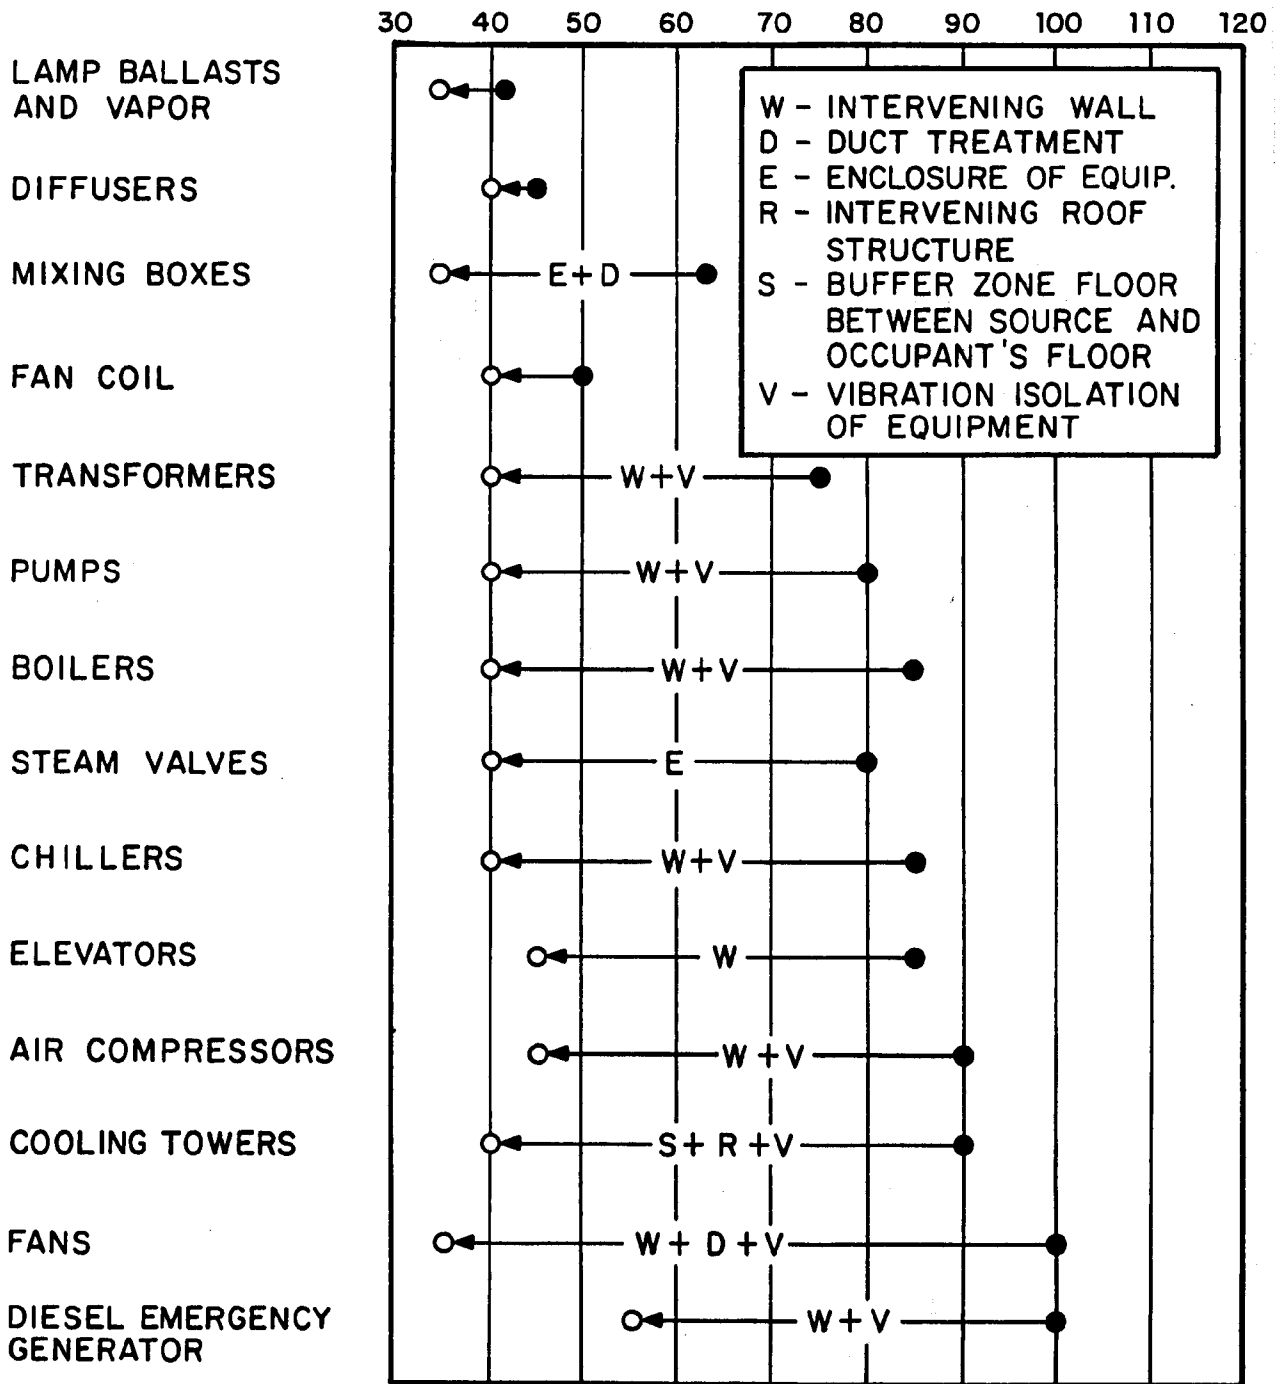 30 40 50 60 70 80 90 100 110 120
LAMP BALLASTS
AND VAPOR
DIFFUSERS
MIXING BOXES
E+D
FAN COIL
TRANSFORMERS
W+V
PUMPS
W+V
BOILERS
W+V
STEAM VALVES
E
CHILLERS
W+V
ELEVATORS
W
AIR COMPRESSORS
W+V
COOLING TOWERS
S+R+V
FANS
W+D+V
DIESEL EMERGENCY
GENERATOR
W+V
W - INTERVENING WALL
D - DUCT TREATMENT
E - ENCLOSURE OF EQUIP.
R - INTERVENING ROOF
STRUCTURE
S - BUFFER ZONE FLOOR
BETWEEN SOURCE AND
OCCUPANT'S FLOOR
V - VIBRATION ISOLATION
OF EQUIPMENT